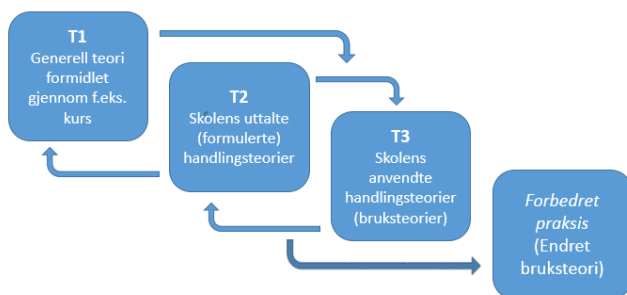 T1
Generell teori
formidlet
gjennom f.eks.
kurs
T2
Skolens uttalte
(formulerte)
handlingsteorier
T3
Skolens
anvendte
handlingsteorier
(bruksteorier)
Forbedret
praksis
(Endret
bruksteori)